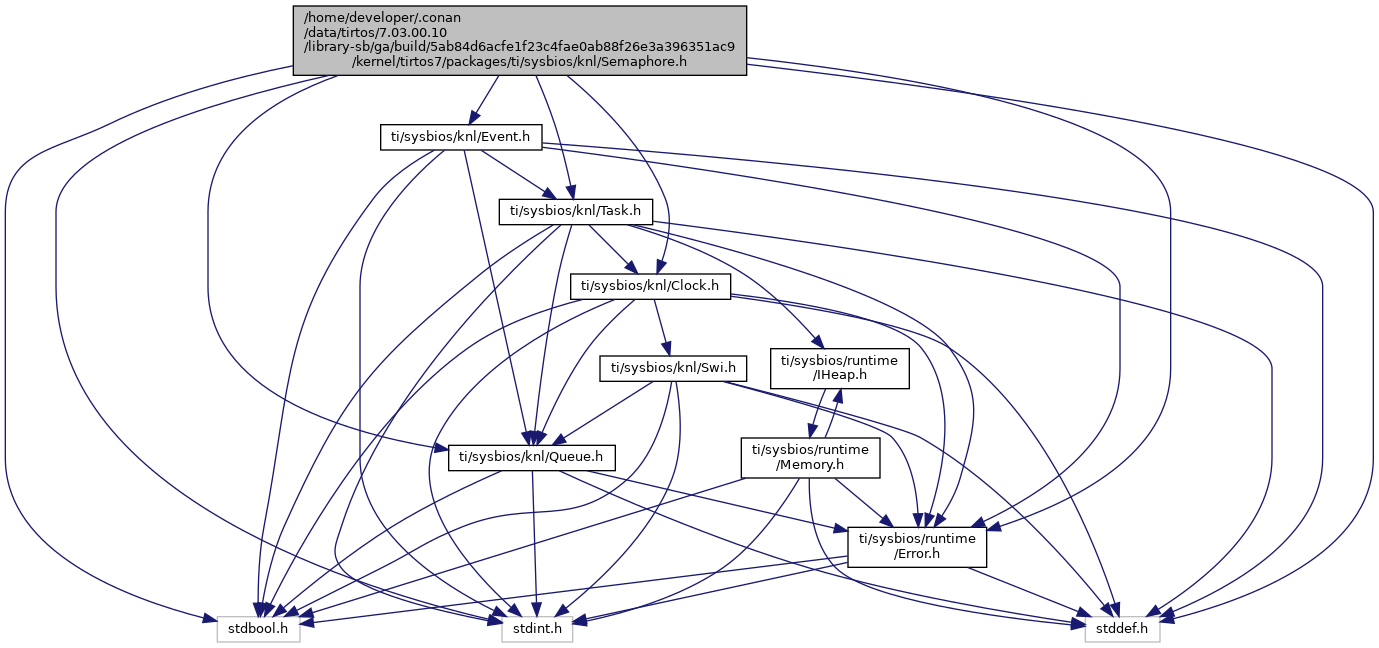 /home/developer/.conan
/data/tirtos/7.03.00.10
/library-sb/ga/build/5ab84d6acfe1f23c4fae0ab88f26e3a396351ac9
/kernel/tirtos7/packages/ti/sysbios/knl/Semaphore.h
ti/sysbios/knl/Event.h
ti/sysbios/knl/Task.h
ti/sysbios/knl/Clock.h
ti/sysbios/knl/Swi.h
ti/sysbios/runtime
/IHeap.h
ti/sysbios/knl/Queue.h
ti/sysbios/runtime
/Memory.h
ti/sysbios/runtime
/Error.h
stdbool.h
stdint.h
stddef.h